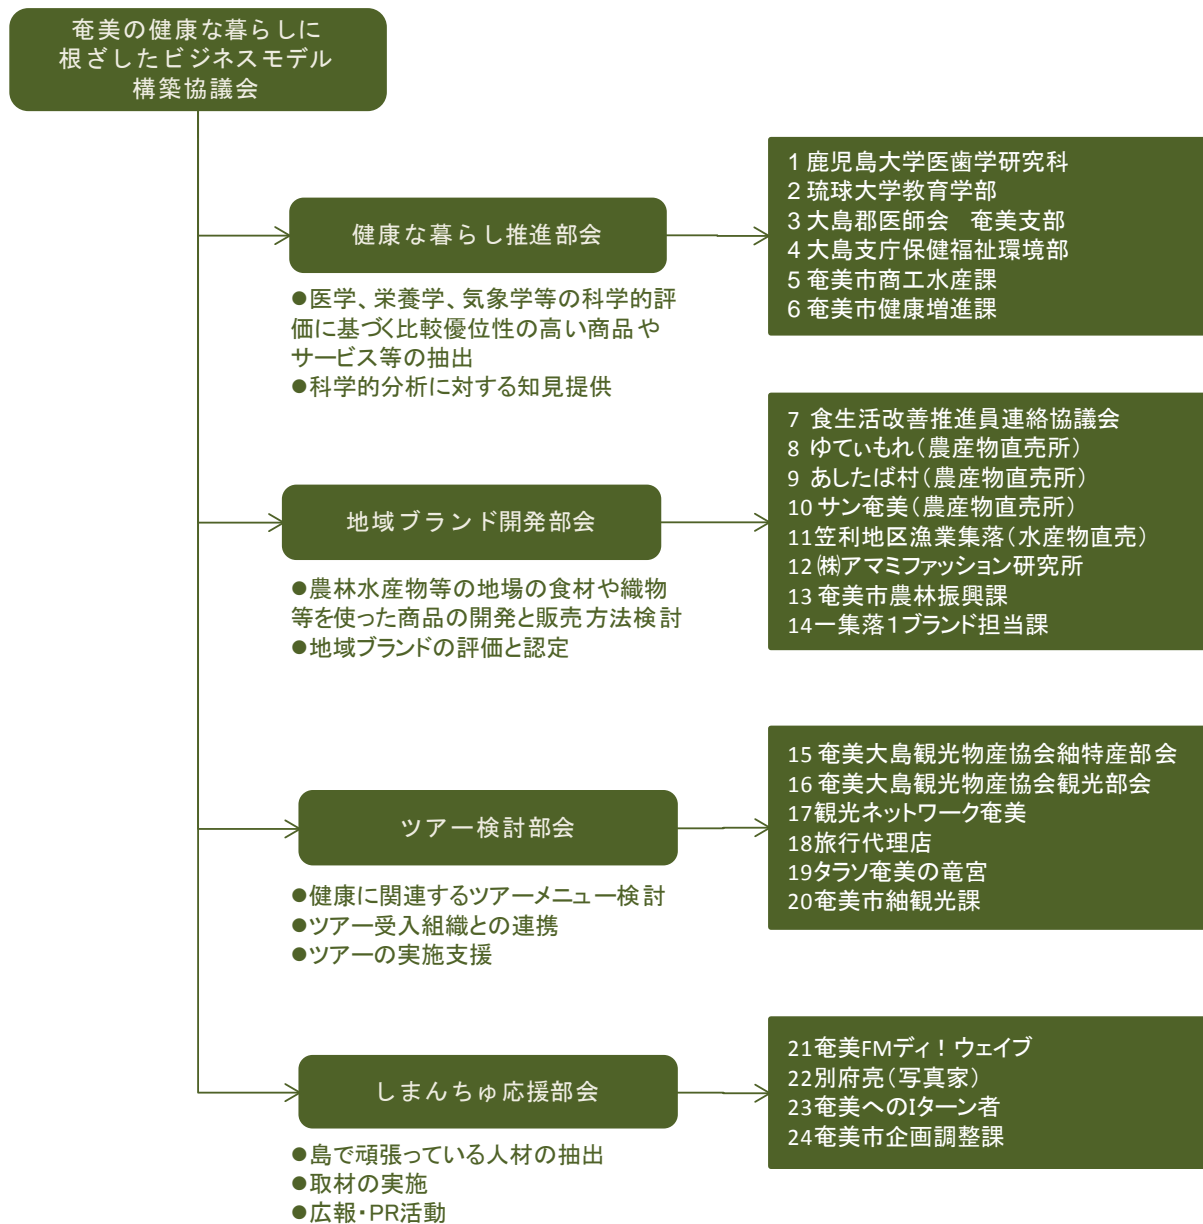 奄美の健康な暮らしに
根ざしたビジネスモデル
構築協議会
健康な暮らし推進部会
●医学、栄養学、気象学等の科学的評
価に基づく比較優位性の高い商品や
サービス等の抽出
●科学的分析に対する知見提供
1 鹿児島大学医歯学研究科
2 琉球大学教育学部
3 大島郡医師会　奄美支部
4 大島支庁保健福祉環境部
5 奄美市商工水産課
6 奄美市健康増進課
地域ブランド開発部会
●農林水産物等の地場の食材や織物
等を使った商品の開発と販売方法検討
●地域ブランドの評価と認定
7 食生活改善推進員連絡協議会
8 ゆてぃもれ（農産物直売所）
9 あしたば村（農産物直売所）
10 サン奄美（農産物直売所）
11笠利地区漁業集落（水産物直売）
12 ㈱アマミファッション研究所
13 奄美市農林振興課
14一集落１ブランド担当課
ツアー検討部会
●健康に関連するツアーメニュー検討
●ツアー受入組織との連携
●ツアーの実施支援
15 奄美大島観光物産協会紬特産部会
16 奄美大島観光物産協会観光部会
17観光ネットワーク奄美
18旅行代理店
19タラソ奄美の竜宮
20奄美市紬観光課
しまんちゅ応援部会
●島で頑張っている人材の抽出
●取材の実施
●広報・PR活動
21奄美FMディ！ウェイブ
22別府亮（写真家）
23奄美へのIターン者
24奄美市企画調整課